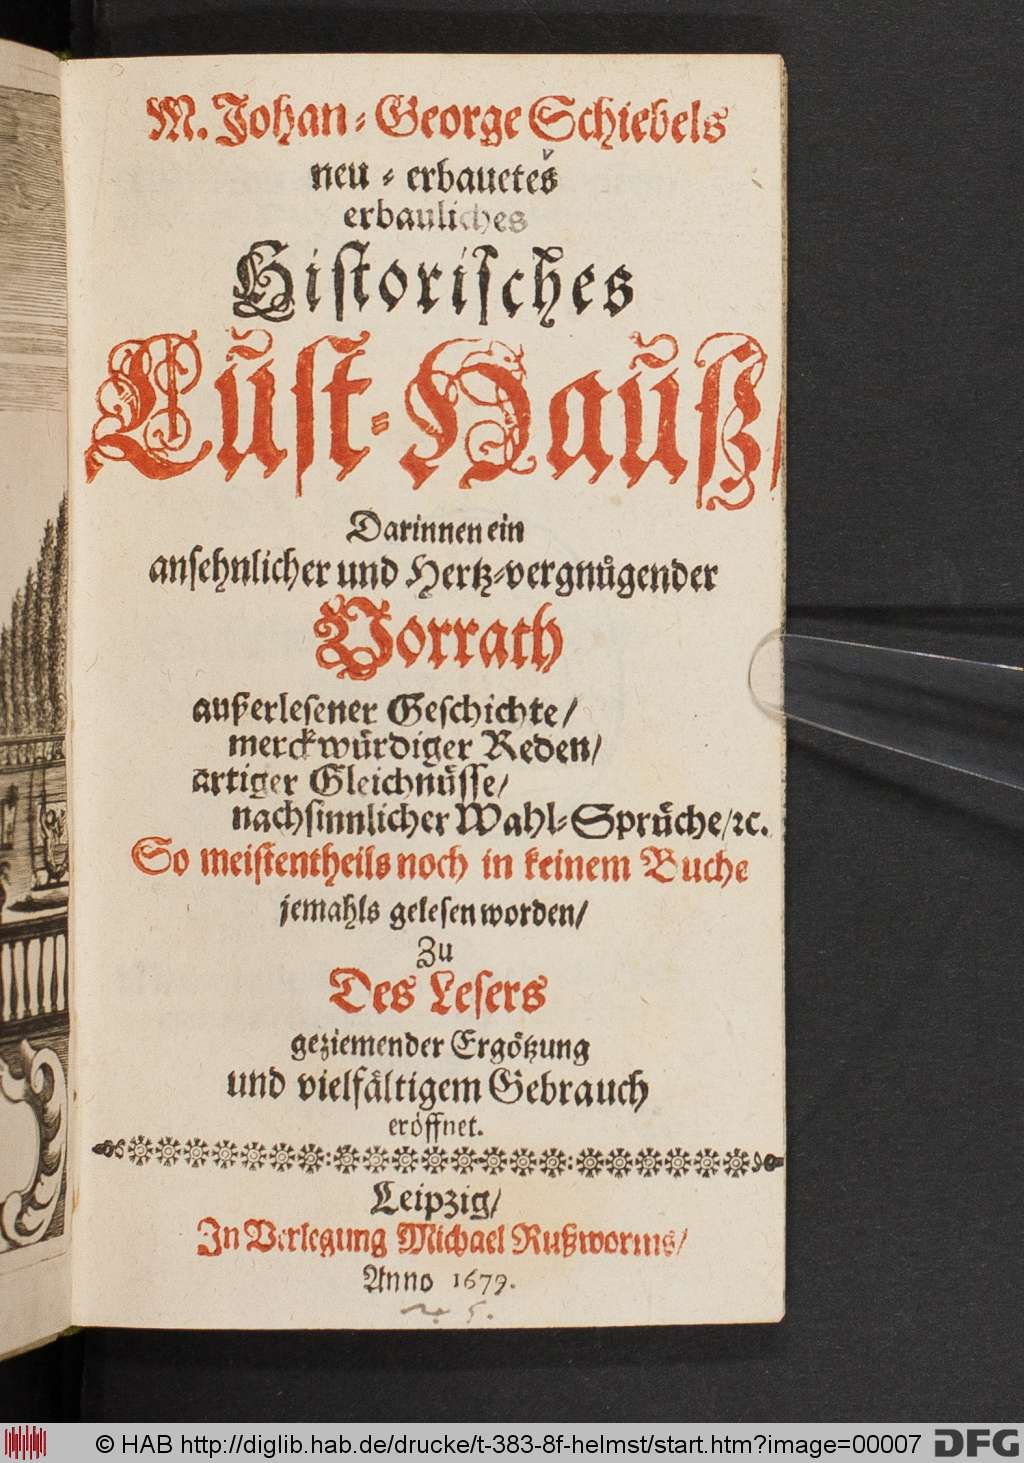 M. Johan-George Schiebels
neu-erbauetes
erbauliches
Historisches
Lust-Hauß/
Darinnen ein
ansehnlicher und Hertz-vergnügender
Vorrath
außerlesener Geschichte/
merckwürdiger Reden/
artiger Gleichnüsse/
nachsinnlicher Wahl-Sprüche/ꝛc.
So meistentheils noch in keinem Buche
jemahls gelesen worden/
Zu
Des Lesers
geziemender Ergötzung
und vielfältigem Gebrauch
eröffnet.
Leipzig/
In Verlegung Michael Rußworms/
Anno 1679.
© HAB http://diglib.hab.de/drucke/t-383-8f-helmst/start.htm?image=00007
DFG